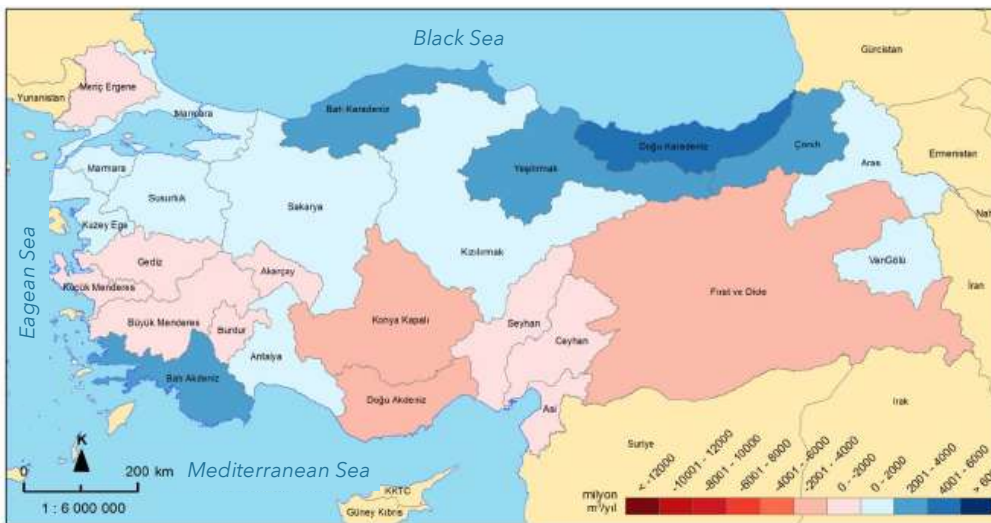 Black Sea
Gürcistan
Yunanistan
Meriç Ergene
Marmara
Batı Karadeniz
Doğu Karadeniz
Çoruh
Ermenistan
Marmara
Yeşilırmak
Aras
Susurluk
Sakarya
Nah
Kuzey Ege
Kızılırmak
VanGölü
İran
Gediz
Akarçay
Eagean Sea
Küçük Menderes
Fırat ve Dicle
Büyük Menderes
Burdur
Konya Kapalı
Seyhan
Ceyhan
Antalya
Batı Akdeniz
Doğu Akdeniz
Asi
Irak
K
Suriye
0 200 km
Mediterranean Sea
1 : 6 000 000
KKTC
Güney Kıbrıs
milyon
m³/yıl
< -12000
-10001 - -12000
-8001 - -10000
-6001 - -8000
-4001 - -6000
-2001 - -4000
0 - -2000
0 - 2000
2001 - 4000
4001 - 6000